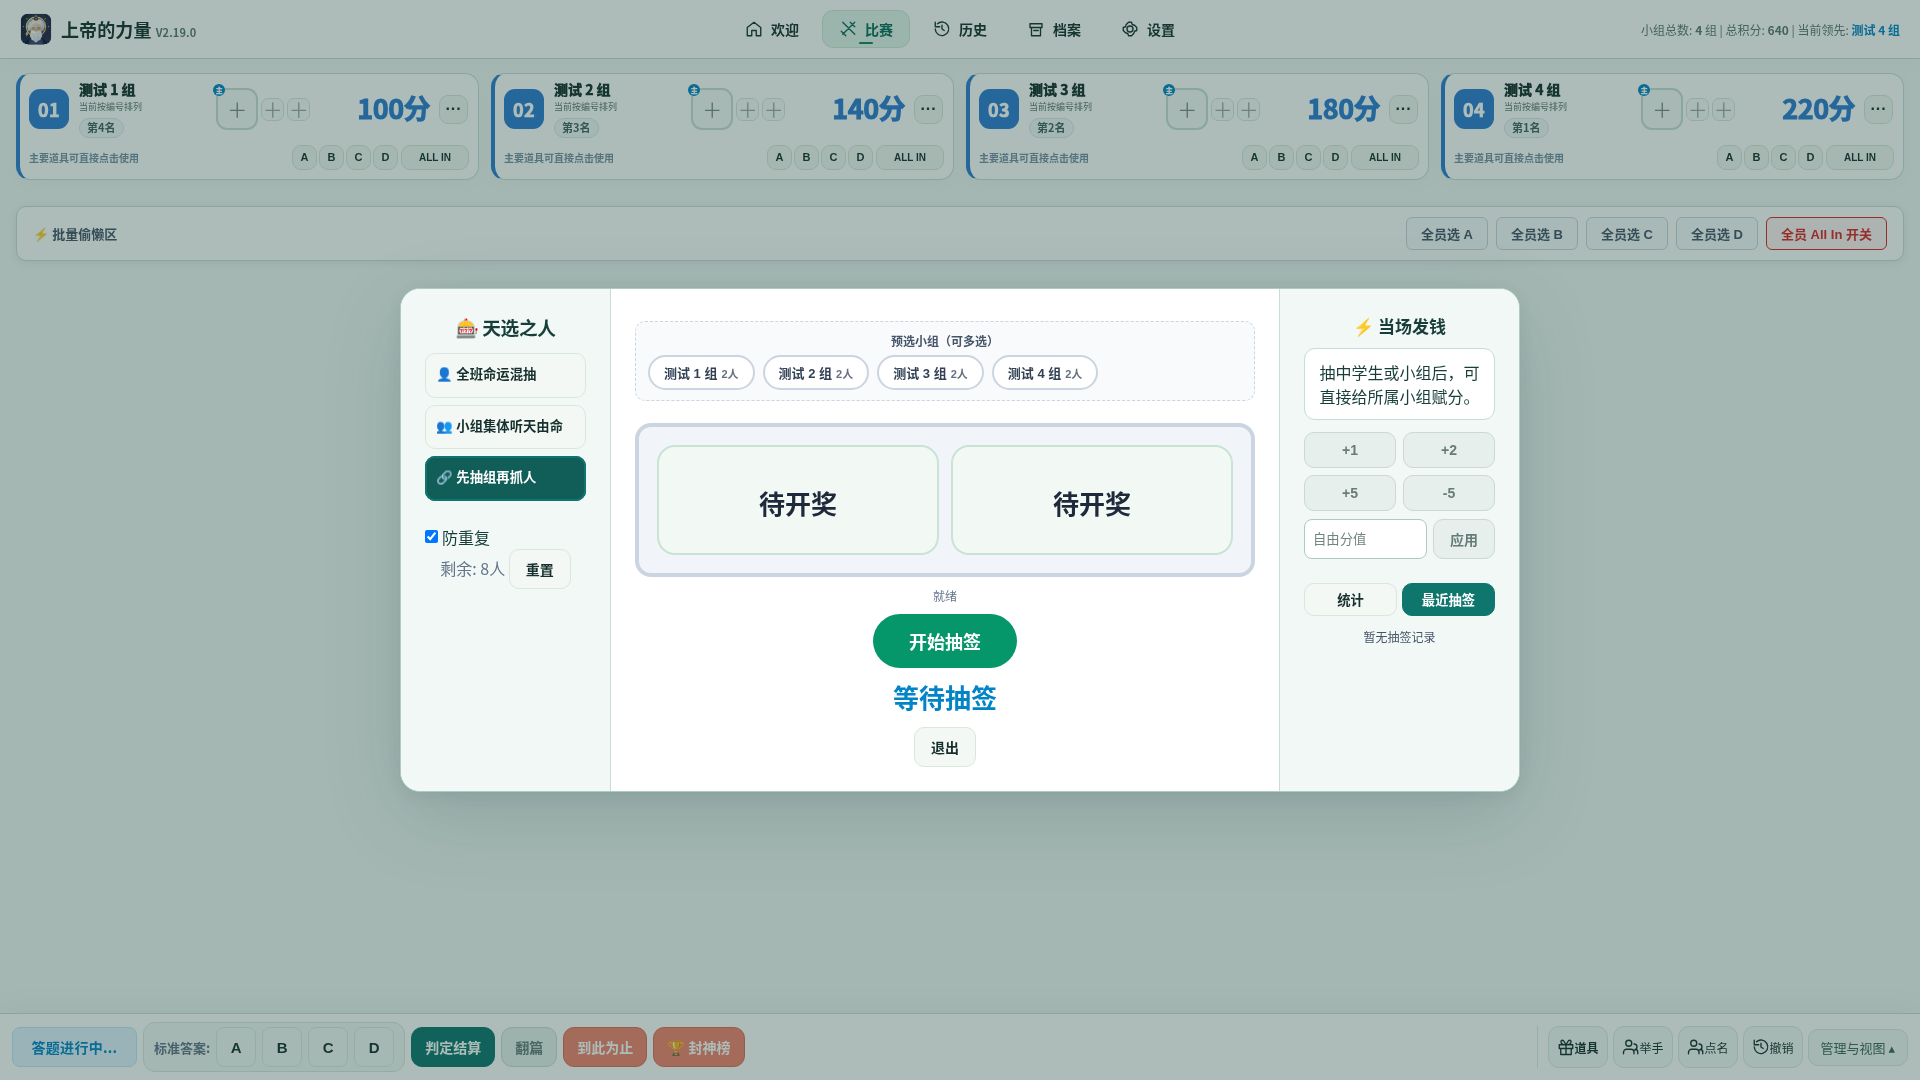 上帝的力量 V2.19.0
欢迎
比赛
历史
档案
设置
小组总数: 4 组 | 总积分: 640 | 当前领先: 测试 4 组
01
测试 1 组
当前按编号排列
第4名
主
100分
...
主要道具可直接点击使用
A B C D ALL IN
02
测试 2 组
当前按编号排列
第3名
主
140分
...
主要道具可直接点击使用
A B C D ALL IN
03
测试 3 组
当前按编号排列
第2名
主
180分
...
主要道具可直接点击使用
A B C D ALL IN
04
测试 4 组
当前按编号排列
第1名
主
220分
...
主要道具可直接点击使用
A B C D ALL IN
⚡ 批量偷懒区
全员选 A
全员选 B
全员选 C
全员选 D
全员 All In 开关
🎰 天选之人
👤 全班命运混抽
👥 小组集体听天由命
🔗 先抽组再抓人
防重复
剩余: 8人
重置
预选小组（可多选）
测试 1 组 2人
测试 2 组 2人
测试 3 组 2人
测试 4 组 2人
待开奖
待开奖
就绪
开始抽签
等待抽签
退出
⚡ 当场发钱
抽中学生或小组后，可
直接给所属小组赋分。
+1
+2
+5
-5
自由分值
应用
统计
最近抽签
暂无抽签记录
答题进行中...
标准答案:
A B C D
判定结算
翻篇
到此为止
🏆 封神榜
道具
举手
点名
撤销
管理与视图 ▴